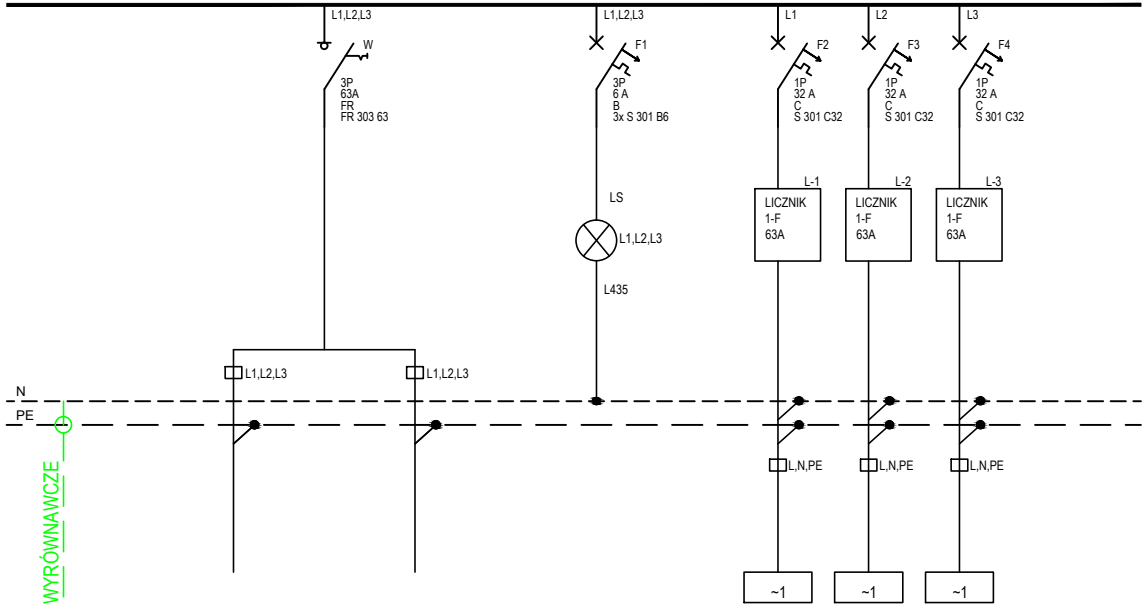 L1,L2,L3
W
3P
63A
FR
FR 303 63
L1,L2,L3
F1
3P
6 A
B
3x S 301 B6
L1
F2
1P
32 A
C
S 301 C32
L2
F3
1P
32 A
C
S 301 C32
L3
F4
1P
32 A
C
S 301 C32
LS
L1,L2,L3
L435
L-1
LICZNIK
1-F
63A
L-2
LICZNIK
1-F
63A
L-3
LICZNIK
1-F
63A
L1,L2,L3
L1,L2,L3
N
PE
WYRÓWNAWCZE
L,N,PE
L,N,PE
L,N,PE
~1
~1
~1